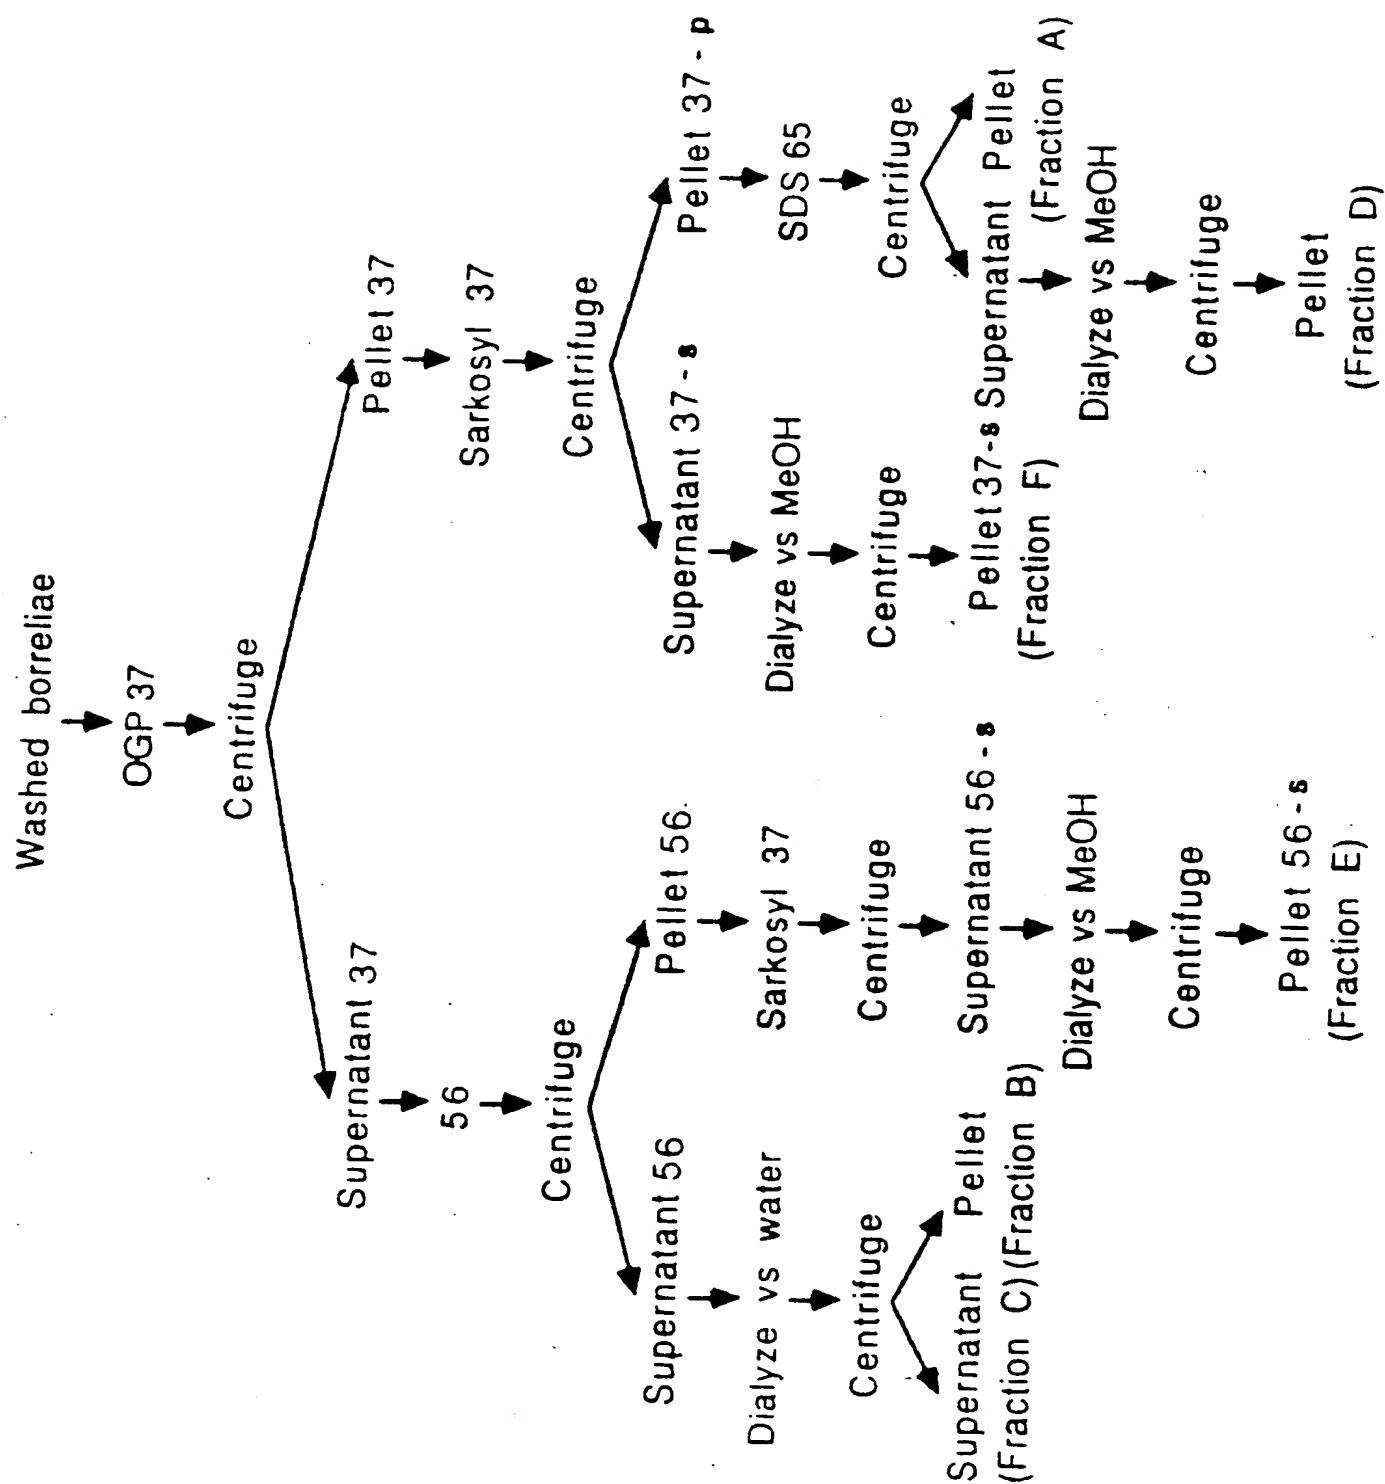 Washed borreliae
OGP 37
Centrifuge
Supernatant 37
Pellet 37
56
Sarkosyl 37
Centrifuge
Centrifuge
Supernatant 56
Pellet 56
Supernatant 37-s
Pellet 37-p
Dialyze vs water
Sarkosyl 37
Dialyze vs MeOH
SDS 65
Centrifuge
Centrifuge
Centrifuge
Centrifuge
Supernatant Pellet
(Fraction C) (Fraction B)
Supernatant 56-s
Pellet 37-s
(Fraction F)
Supernatant Pellet
(Fraction A)
Dialyze vs MeOH
Dialyze vs MeOH
Centrifuge
Centrifuge
Pellet 56-s
(Fraction E)
Pellet
(Fraction D)